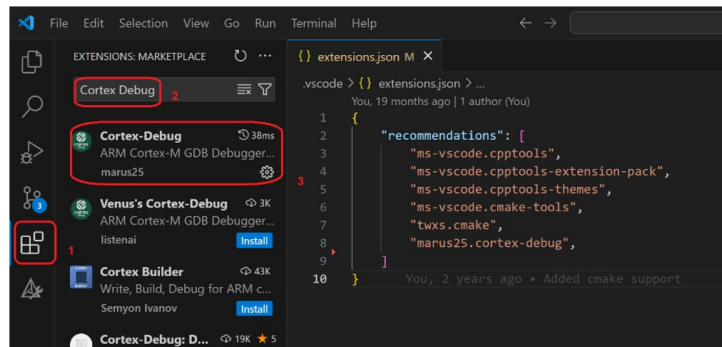 File Edit Selection View Go Run Terminal Help
EXTENSIONS: MARKETPLACE
Cortex Debug
2
Cortex-Debug 38ms
ARM Cortex-M GDB Debugger...
marus25
3
Venus's Cortex-Debug 3K
ARM Cortex-M GDB Debugger...
listenai Install
3
1
Cortex Builder 43K
Write, Build, Debug for ARM c...
Semyon Ivanov Install
Cortex-Debug: D... 19K ★ 5
{} extensions.json M ×
.vscode > {} extensions.json > ...
You, 19 months ago | 1 author (You)
1 {
2 "recommendations": [
3 "ms-vscode.cpptools",
4 "ms-vscode.cpptools-extension-pack",
5 "ms-vscode.cpptools-themes",
6 "ms-vscode.cmake-tools",
7 "twxs.cmake",
8 "marus25.cortex-debug",
9 ]
10 } You, 2 years ago • Added cmake support